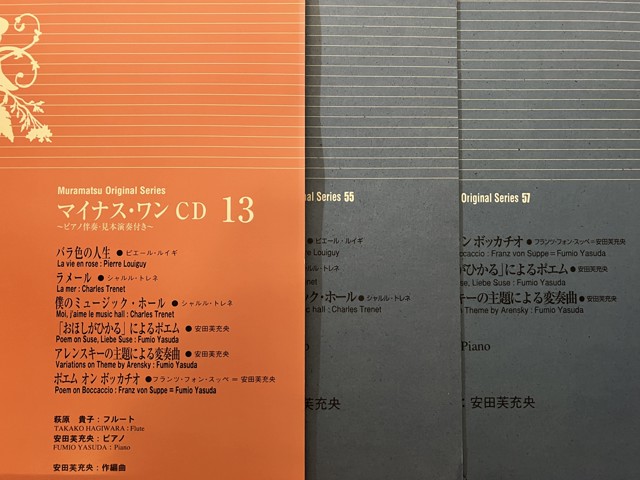 Muramatsu Original Series
マイナス・ワン CD 13
～ピアノ伴奏・見本演奏付き～
バラ色の人生 ●ピエール・ルイギ
La vie en rose : Pierre Louiguy
ラメール ●シャルル・トレネ
La mer : Charles Trenet
僕のミュージック・ホール ●シャルル・トレネ
Moi, j'aime le music hall : Charles Trenet
「おほしがひかる」によるポエム ●安田芙充央
Poem on Suse, Liebe Suse : Fumio Yasuda
アレンスキーの主題による変奏曲 ●安田芙充央
Variations on Theme by Arensky : Fumio Yasuda
ポエム オン ボッカチオ ●フランツ・フォン・スッペ＝安田芙充央
Poem on Boccaccio : Franz von Suppe = Fumio Yasuda
萩原 貴子：フルート
TAKAKO HAGIWARA : Flute
安田芙充央：ピアノ
FUMIO YASUDA : Piano
安田芙充央：作編曲
al Series 55
●ピエール・ルイギ
re Louiguy
●シャルル・トレネ
Trenet
ック・ホール ●シャルル・トレネ
c hall : Charles Trenet
芙充央
Original Series 57
ン ボッカチオ ●フランツ・フォン・スッペ＝安田芙充央
ccio : Franz von Suppe = Fumio Yasuda
がひかる」によるポエム ●安田芙充央
se, Liebe Suse : Fumio Yasuda
キーの主題による変奏曲 ●安田芙充央
on Theme by Arensky : Fumio Yasuda
Piano
：安田芙充央